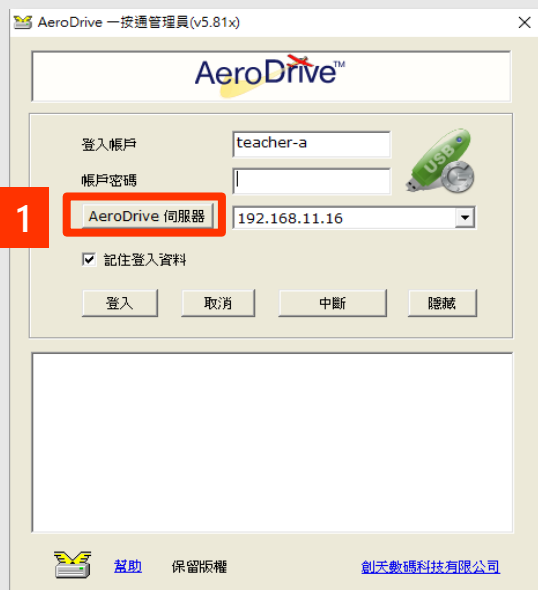 AeroDrive 一按通管理員(v5.81x)
AeroDrive™
登入帳戶 teacher-a
USB
帳戶密碼
1 AeroDrive 伺服器 192.168.11.16
記住登入資料
登入 取消 中斷 隱藏
幫助 保留版權 創天數碼科技有限公司